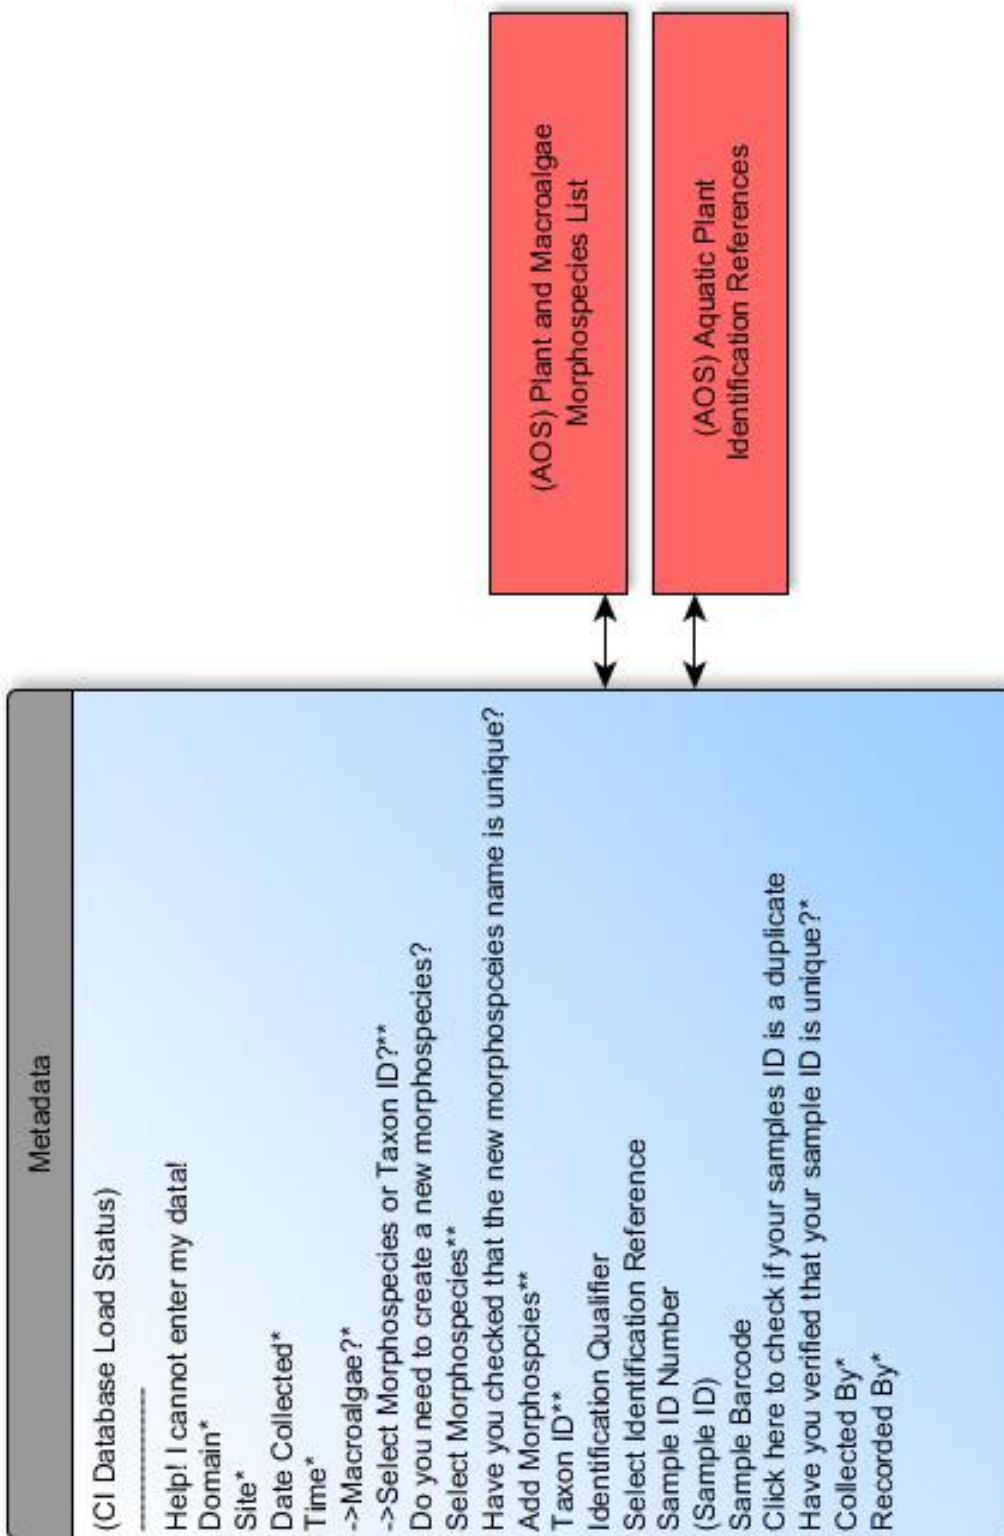 Metadata
(CI Database Load Status)
--------------------
Help! I cannot enter my data!
Domain*
Site*
Date Collected*
Time*
->Macroalgae?*
->Select Morphospecies or Taxon ID?**
Do you need to create a new morphospecies?
Select Morphospecies**
Have you checked that the new morphospceies name is unique?
Add Morphospcies**
Taxon ID**
Identification Qualifier
Select Identification Reference
Sample ID Number
(Sample ID)
Sample Barcode
Click here to check if your samples ID is a duplicate
Have you verified that your sample ID is unique?*
Collected By*
Recorded By*
(AOS) Plant and Macroalgae
Morphospecies List
(AOS) Aquatic Plant
Identification References